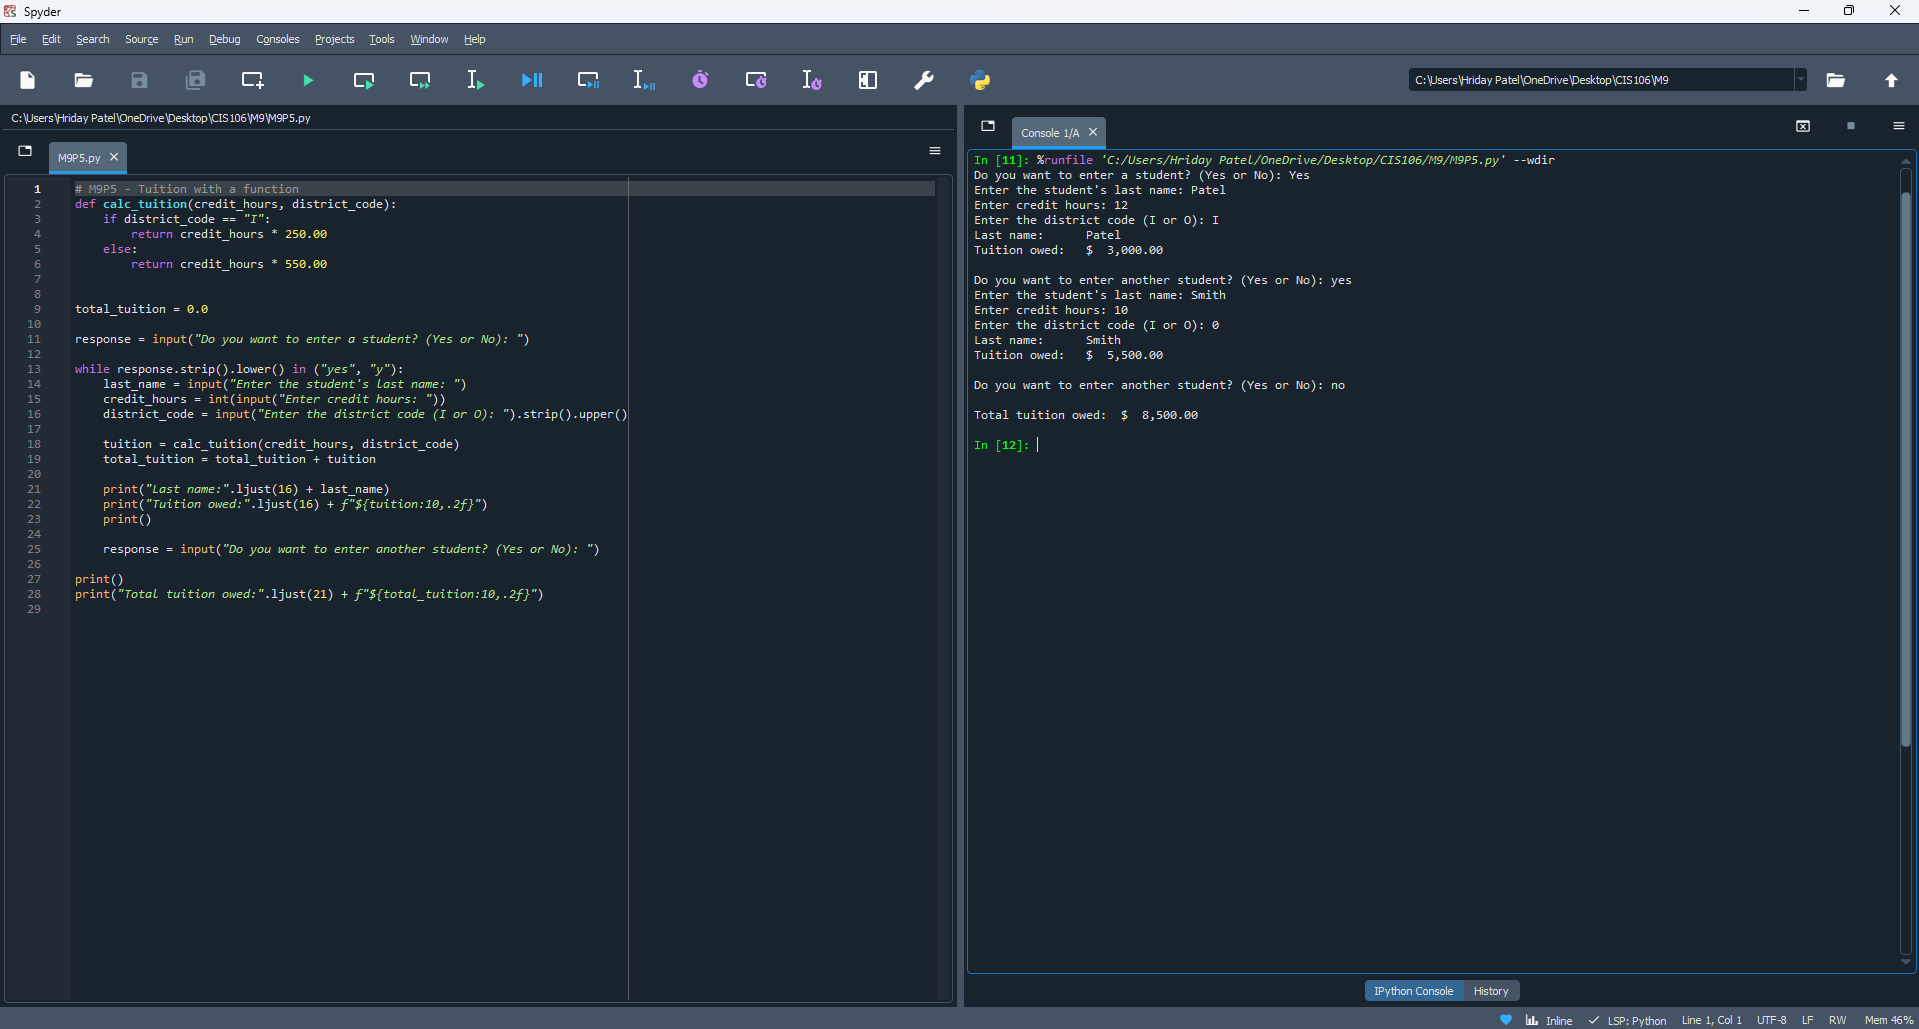 Spyder
File Edit Search Source Run Debug Consoles Projects Tools Window Help
C:\Users\Hriday Patel\OneDrive\Desktop\CIS106\M9
C:\Users\Hriday Patel\OneDrive\Desktop\CIS106\M9\M9P5.py
M9P5.py
1 # M9P5 - Tuition with a function
2 def calc_tuition(credit_hours, district_code):
3     if district_code == "I":
4         return credit_hours * 250.00
5     else:
6         return credit_hours * 550.00
7
8
9 total_tuition = 0.0
10
11 response = input("Do you want to enter a student? (Yes or No): ")
12
13 while response.strip().lower() in ("yes", "y"):
14     last_name = input("Enter the student's last name: ")
15     credit_hours = int(input("Enter credit hours: "))
16     district_code = input("Enter the district code (I or O): ").strip().upper()
17
18     tuition = calc_tuition(credit_hours, district_code)
19     total_tuition = total_tuition + tuition
20
21     print("Last name:".ljust(16) + last_name)
22     print("Tuition owed:".ljust(16) + f"${tuition:10,.2f}")
23     print()
24
25     response = input("Do you want to enter another student? (Yes or No): ")
26
27 print()
28 print("Total tuition owed:".ljust(21) + f"${total_tuition:10,.2f}")
29
Console 1/A
In [11]: %runfile 'C:/Users/Hriday Patel/OneDrive/Desktop/CIS106/M9/M9P5.py' --wdir
Do you want to enter a student? (Yes or No): Yes
Enter the student's last name: Patel
Enter credit hours: 12
Enter the district code (I or O): I
Last name:      Patel
Tuition owed:   $  3,000.00
Do you want to enter another student? (Yes or No): yes
Enter the student's last name: Smith
Enter credit hours: 10
Enter the district code (I or O): 0
Last name:      Smith
Tuition owed:   $  5,500.00
Do you want to enter another student? (Yes or No): no
Total tuition owed:  $  8,500.00
In [12]:
IPython Console History
Inline LSP: Python Line 1, Col 1 UTF-8 LF RW Mem 46%